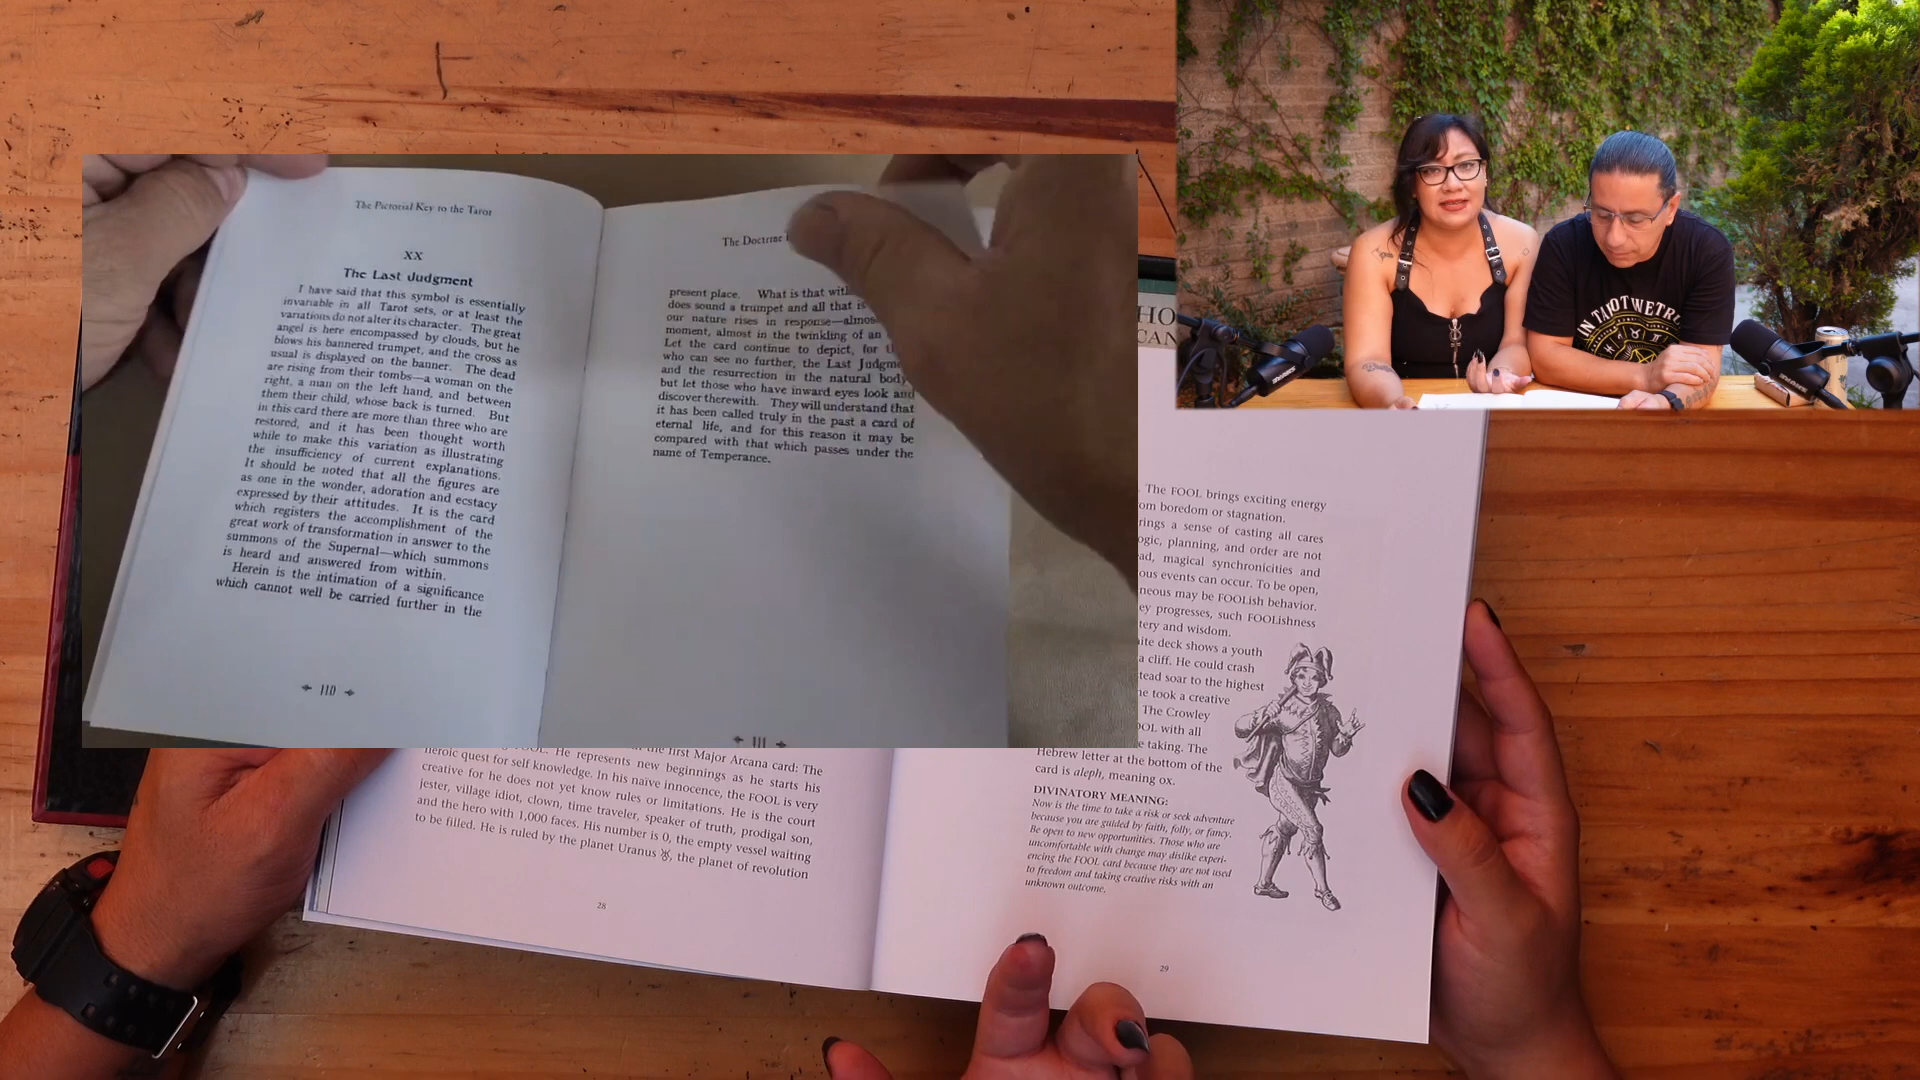 The Pictorial Key to the Tarot
XX
The Last Judgment
I have said that this symbol is essentially
invariable in all Tarot sets, or at least the
variations do not alter its character. The great
angel is here encompassed by clouds, but he
blows his bannered trumpet, and the cross as
usual is displayed on the banner. The dead
are rising from their tombs—a woman on the
right, a man on the left hand, and between
them their child, whose back is turned. But
in this card there are more than three who are
restored, and it has been thought worth
while to make this variation as illustrating
the insufficiency of current explanations.
It should be noted that all the figures are
as one in the wonder, adoration and ecstacy
expressed by their attitudes. It is the card
which registers the accomplishment of the
great work of transformation in answer to the
summons of the Supernal—which summons
is heard and answered from within.
Herein is the intimation of a significance
which cannot well be carried further in the
110
The Doctrine
present place. What is that
does sound a trumpet and all that is
our nature rises in response—almost
moment, almost in the twinkling of an
Let the card continue to depict, for
who can see no further, the Last
and the resurrection in the natural body,
but let those who have inward eyes look and
discover therewith. They will understand that
it has been called truly in the past a card of
eternal life, and for this reason it may be
compared with that which passes under the
name of Temperance.
111
the first Major Arcana card: The
heroic quest for self knowledge. He represents new beginnings as he starts his
creative for he does not yet know rules or limitations. He is the court
jester, village idiot, clown, time traveler, speaker of truth, prodigal son,
and the hero with 1,000 faces. His number is 0, the empty vessel waiting
to be filled. He is ruled by the planet Uranus ♅, the planet of revolution
28
The FOOL brings exciting energy
boredom or stagnation.
a sense of casting all cares
planning, and order are not
magical synchronicities and
events can occur. To be open,
may be FOOLish behavior.
progresses, such FOOLishness
and wisdom.
deck shows a youth
a cliff. He could crash
soar to the highest
took a creative
The Crowley
with all
taking. The
Hebrew letter at the bottom of the
card is aleph, meaning ox.
DIVINATORY MEANING:
Now is the time to take a risk or seek adventure
because you are guided by faith, folly, or fancy.
Be open to new opportunities. Those who are
uncomfortable with change may dislike experi-
encing the FOOL card because they are not used
to freedom and taking creative risks with an
unknown outcome.
29